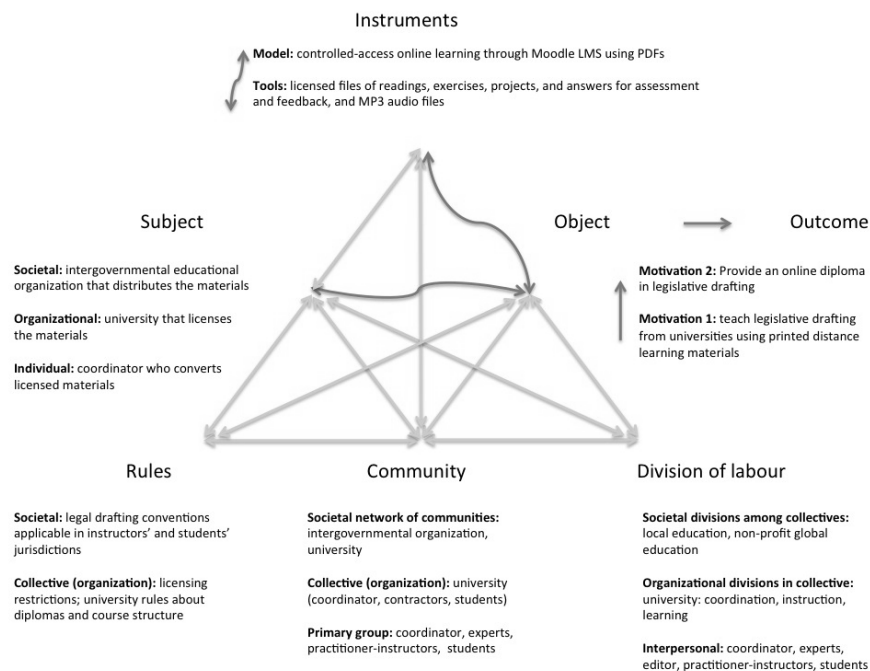 Instruments
Model: controlled-access online learning through Moodle LMS using PDFs
Tools: licensed files of readings, exercises, projects, and answers for assessment
and feedback, and MP3 audio files
Subject
Societal: intergovernmental educational
organization that distributes the materials
Organizational: university that licenses
the materials
Individual: coordinator who converts
licensed materials
Object
Outcome
Motivation 2: Provide an online diploma
in legislative drafting
Motivation 1: teach legislative drafting
from universities using printed distance
learning materials
Rules
Societal: legal drafting conventions
applicable in instructors’ and students’
jurisdictions
Collective (organization): licensing
restrictions; university rules about
diplomas and course structure
Community
Societal network of communities:
intergovernmental organization,
university
Collective (organization): university
(coordinator, contractors, students)
Primary group: coordinator, experts,
practitioner-instructors, students
Division of labour
Societal divisions among collectives:
local education, non-profit global
education
Organizational divisions in collective:
university: coordination, instruction,
learning
Interpersonal: coordinator, experts,
editor, practitioner-instructors, students